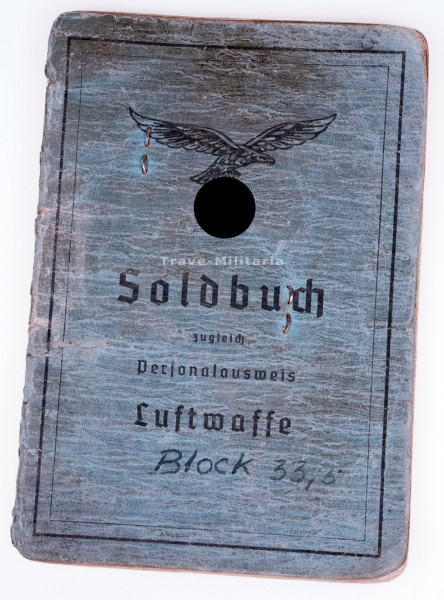 Trave-Militaria
Soldbuch
zugleich
Personalausweis
Luftwaffe
Block 33,5